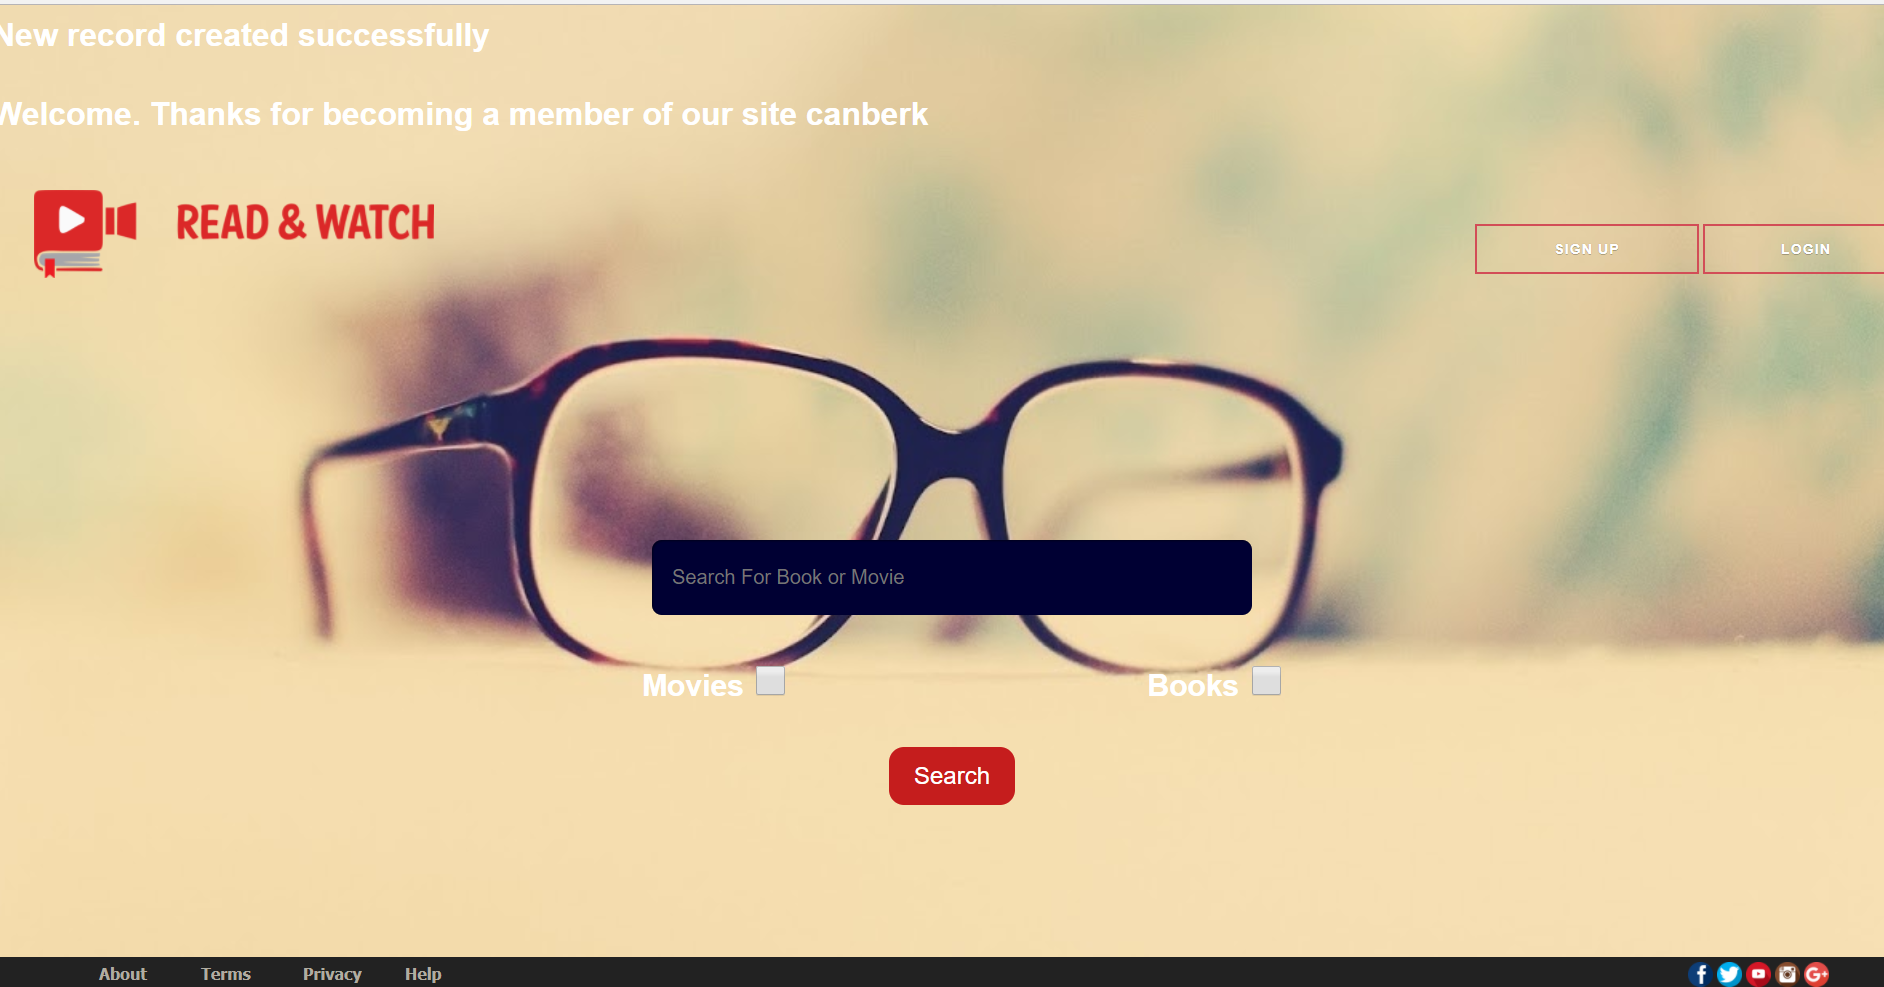 New record created successfully
Welcome. Thanks for becoming a member of our site canberk
READ & WATCH
SIGN UP
LOGIN
Search For Book or Movie
Movies
Books
Search
About Terms Privacy Help